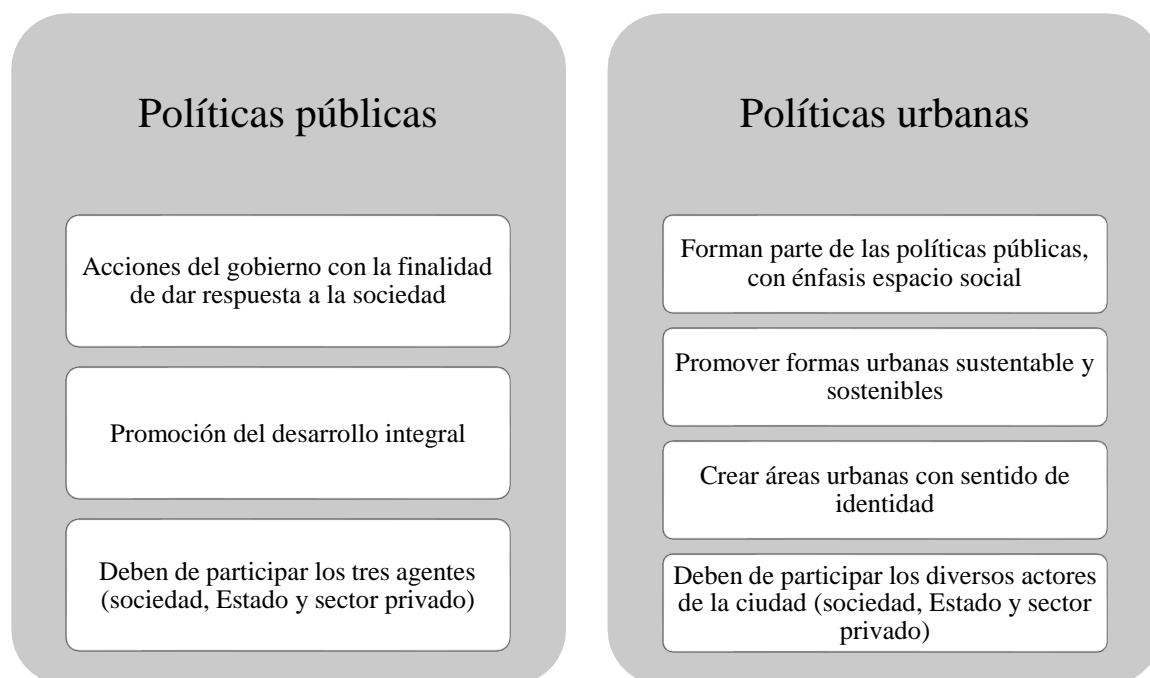 Políticas públicas
Acciones del gobierno con la finalidad
de dar respuesta a la sociedad
Promoción del desarrollo integral
Deben de participar los tres agentes
(sociedad, Estado y sector privado)
Políticas urbanas
Forman parte de las políticas públicas,
con énfasis espacio social
Promover formas urbanas sustentable y
sostenibles
Crear áreas urbanas con sentido de
identidad
Deben de participar los diversos actores
de la ciudad (sociedad, Estado y sector
privado)